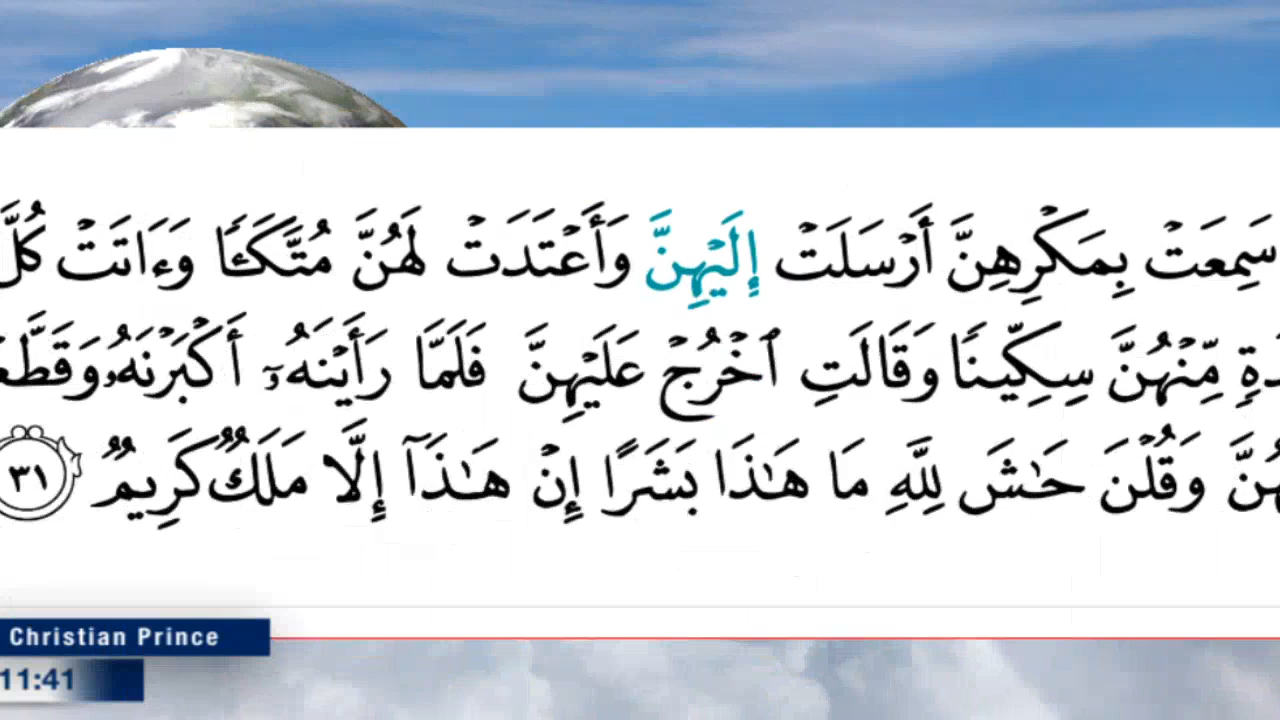 سَمِعَتْ بِمَكْرِهِنَّ أَرْسَلَتْ إِلَيْهِنَّ وَأَعْتَدَتْ لَهُنَّ مُتَّكَـًٔا وَءَاتَتْ كُلَّ
مِّنْهُنَّ سِكِّينًا وَقَالَتِ ٱخْرُجْ عَلَيْهِنَّ فَلَمَّا رَأَيْنَهُۥٓ أَكْبَرْنَهُۥ
وَقُلْنَ حَـٰشَ لِلَّهِ مَا هَـٰذَا بَشَرًا إِنْ هَـٰذَآ إِلَّا مَلَكٌ كَرِيمٌ ٣١
Christian Prince
11:41